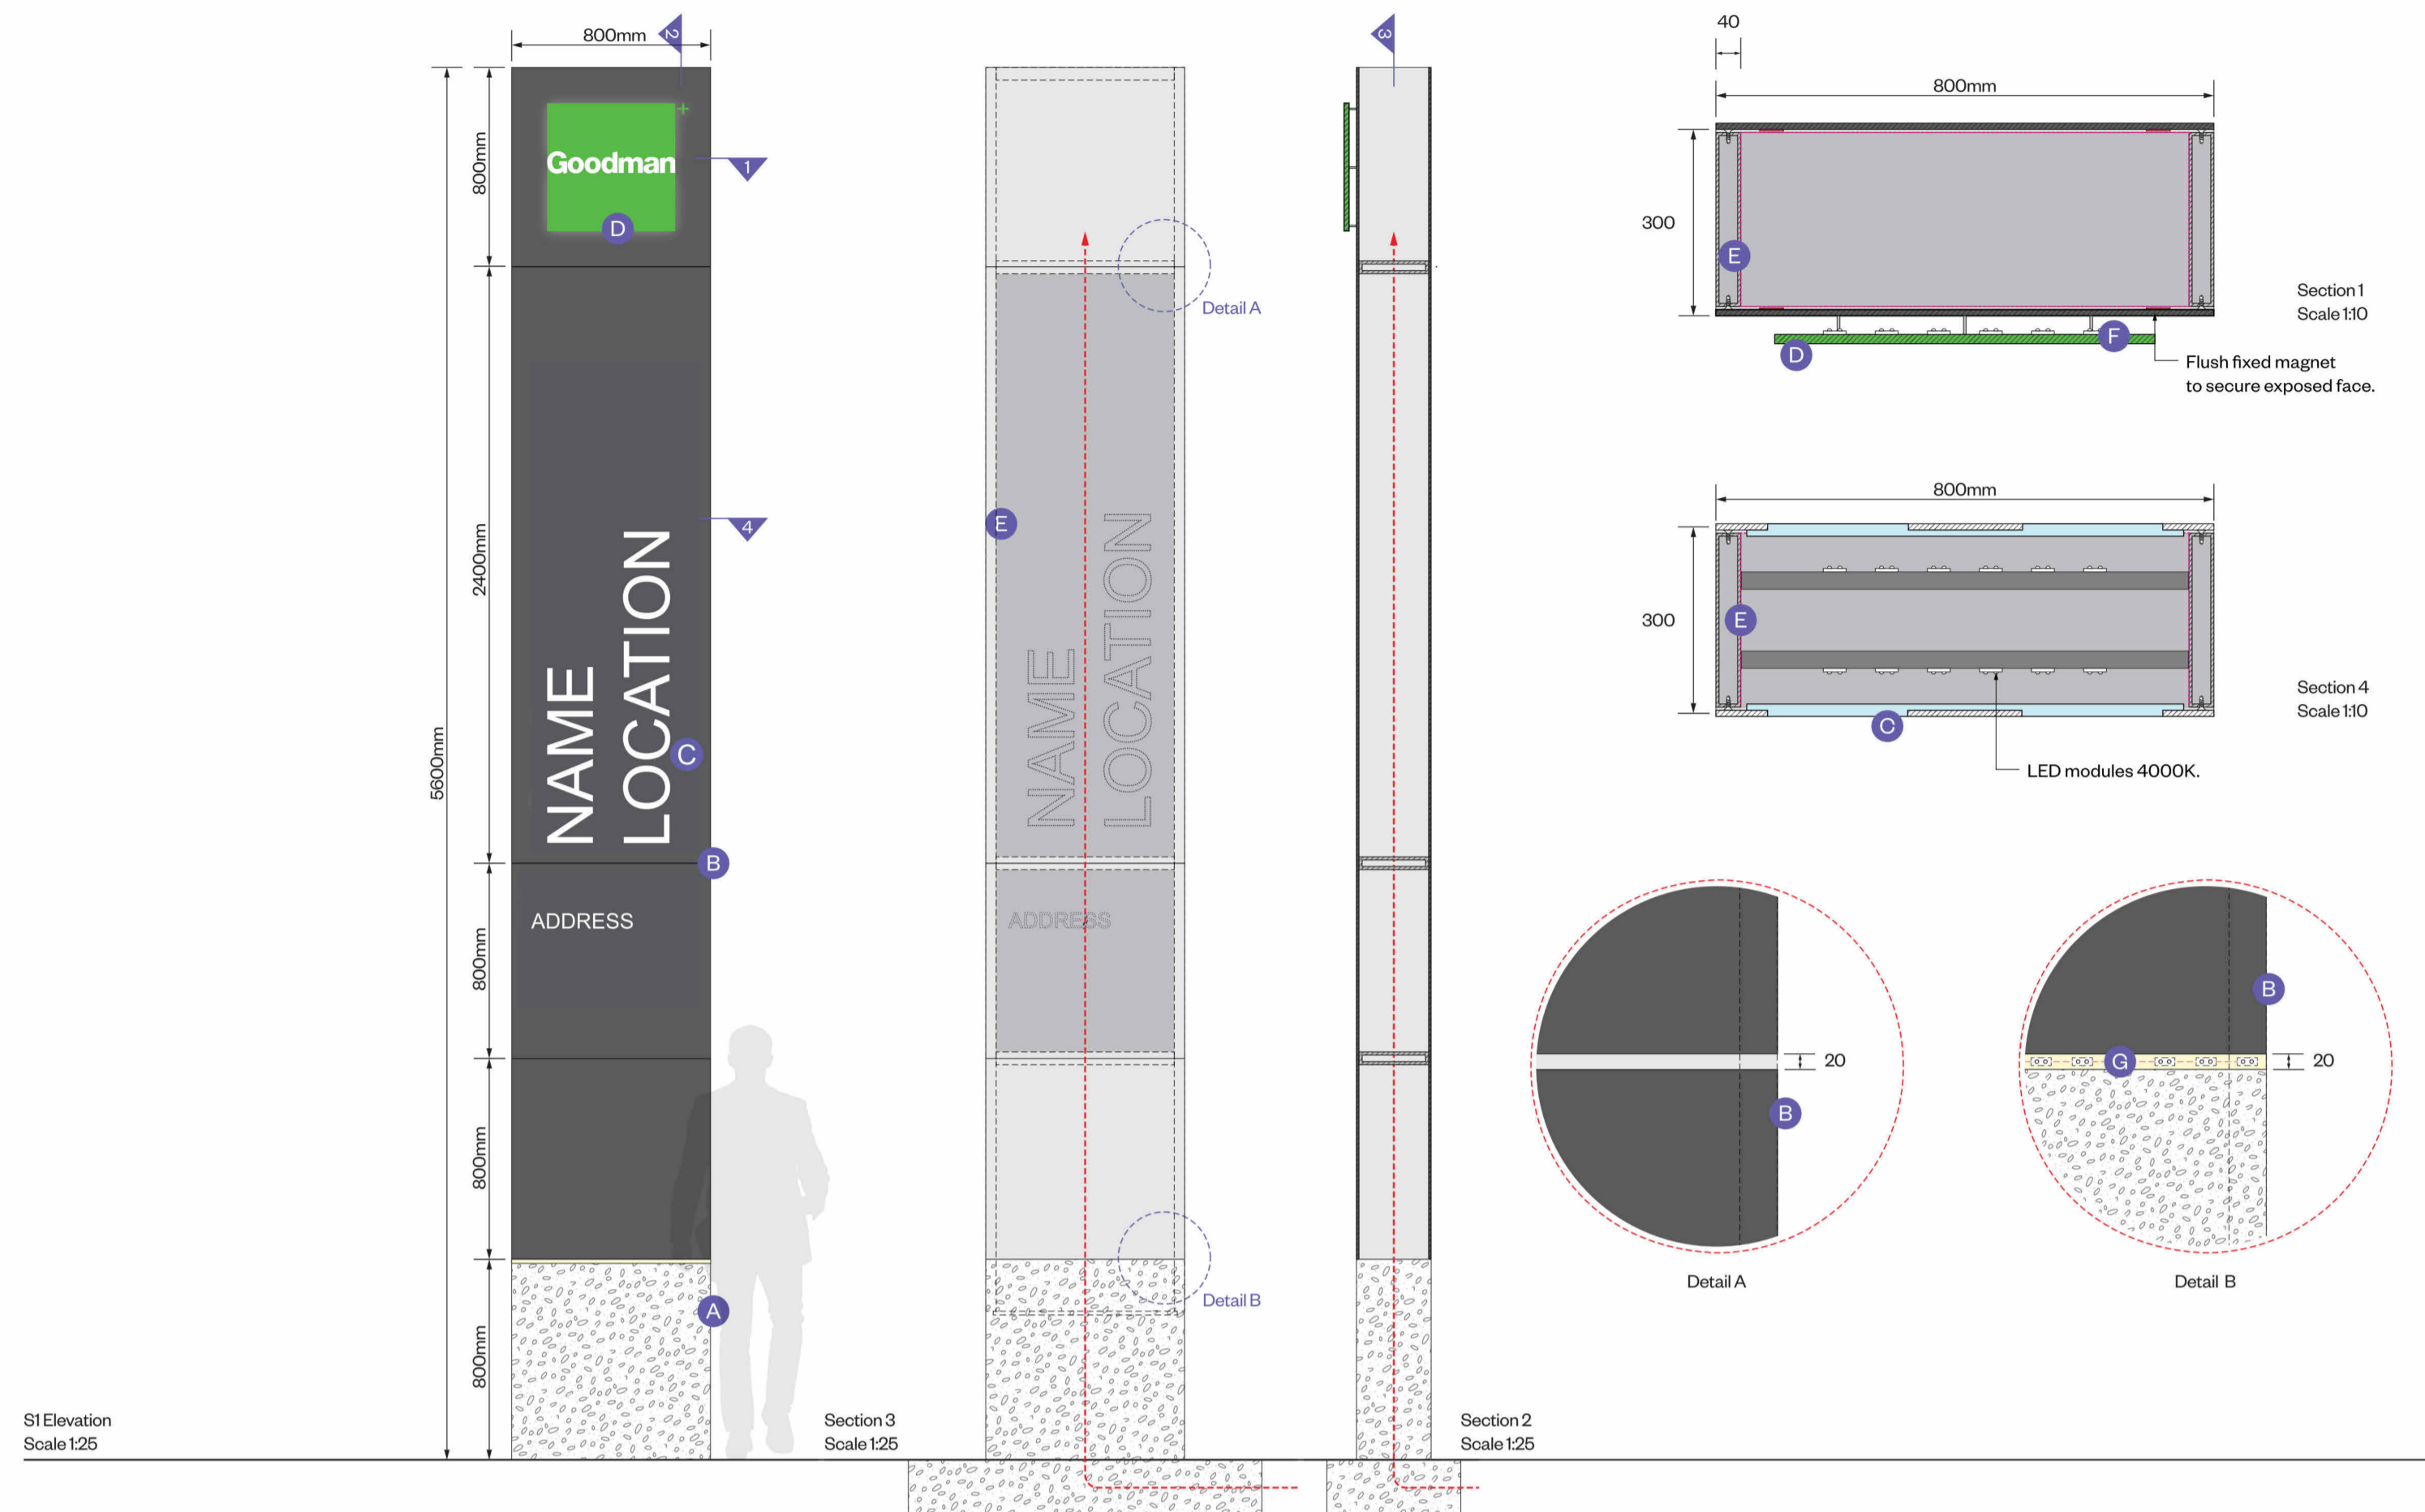 800mm
2
800mm
Goodman
+
D
1
2400mm
4
NAME
LOCATION
C
B
5600mm
800mm
ADDRESS
800mm
A
800mm
S1 Elevation
Scale 1:25
Detail A
E
NAME
LOCATION
ADDRESS
Detail B
Section 3
Scale 1:25
3
Section 2
Scale 1:25
40
800mm
300
E
D
F
Section 1
Scale 1:10
Flush fixed magnet
to secure exposed face.
800mm
300
E
C
Section 4
Scale 1:10
LED modules 4000K.
20
B
Detail A
B
G
20
Detail B